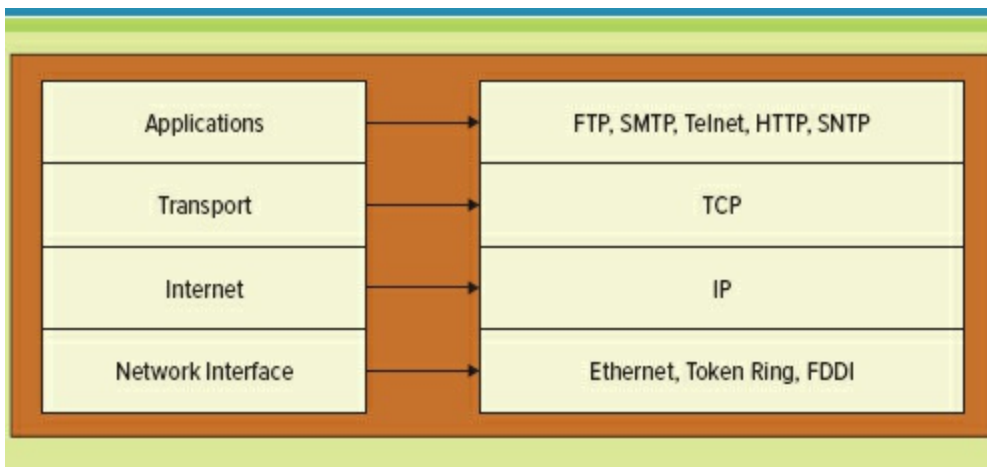 Applications
FTP, SMTP, Telnet, HTTP, SNTP
Transport
TCP
Internet
IP
Network Interface
Ethernet, Token Ring, FDDI